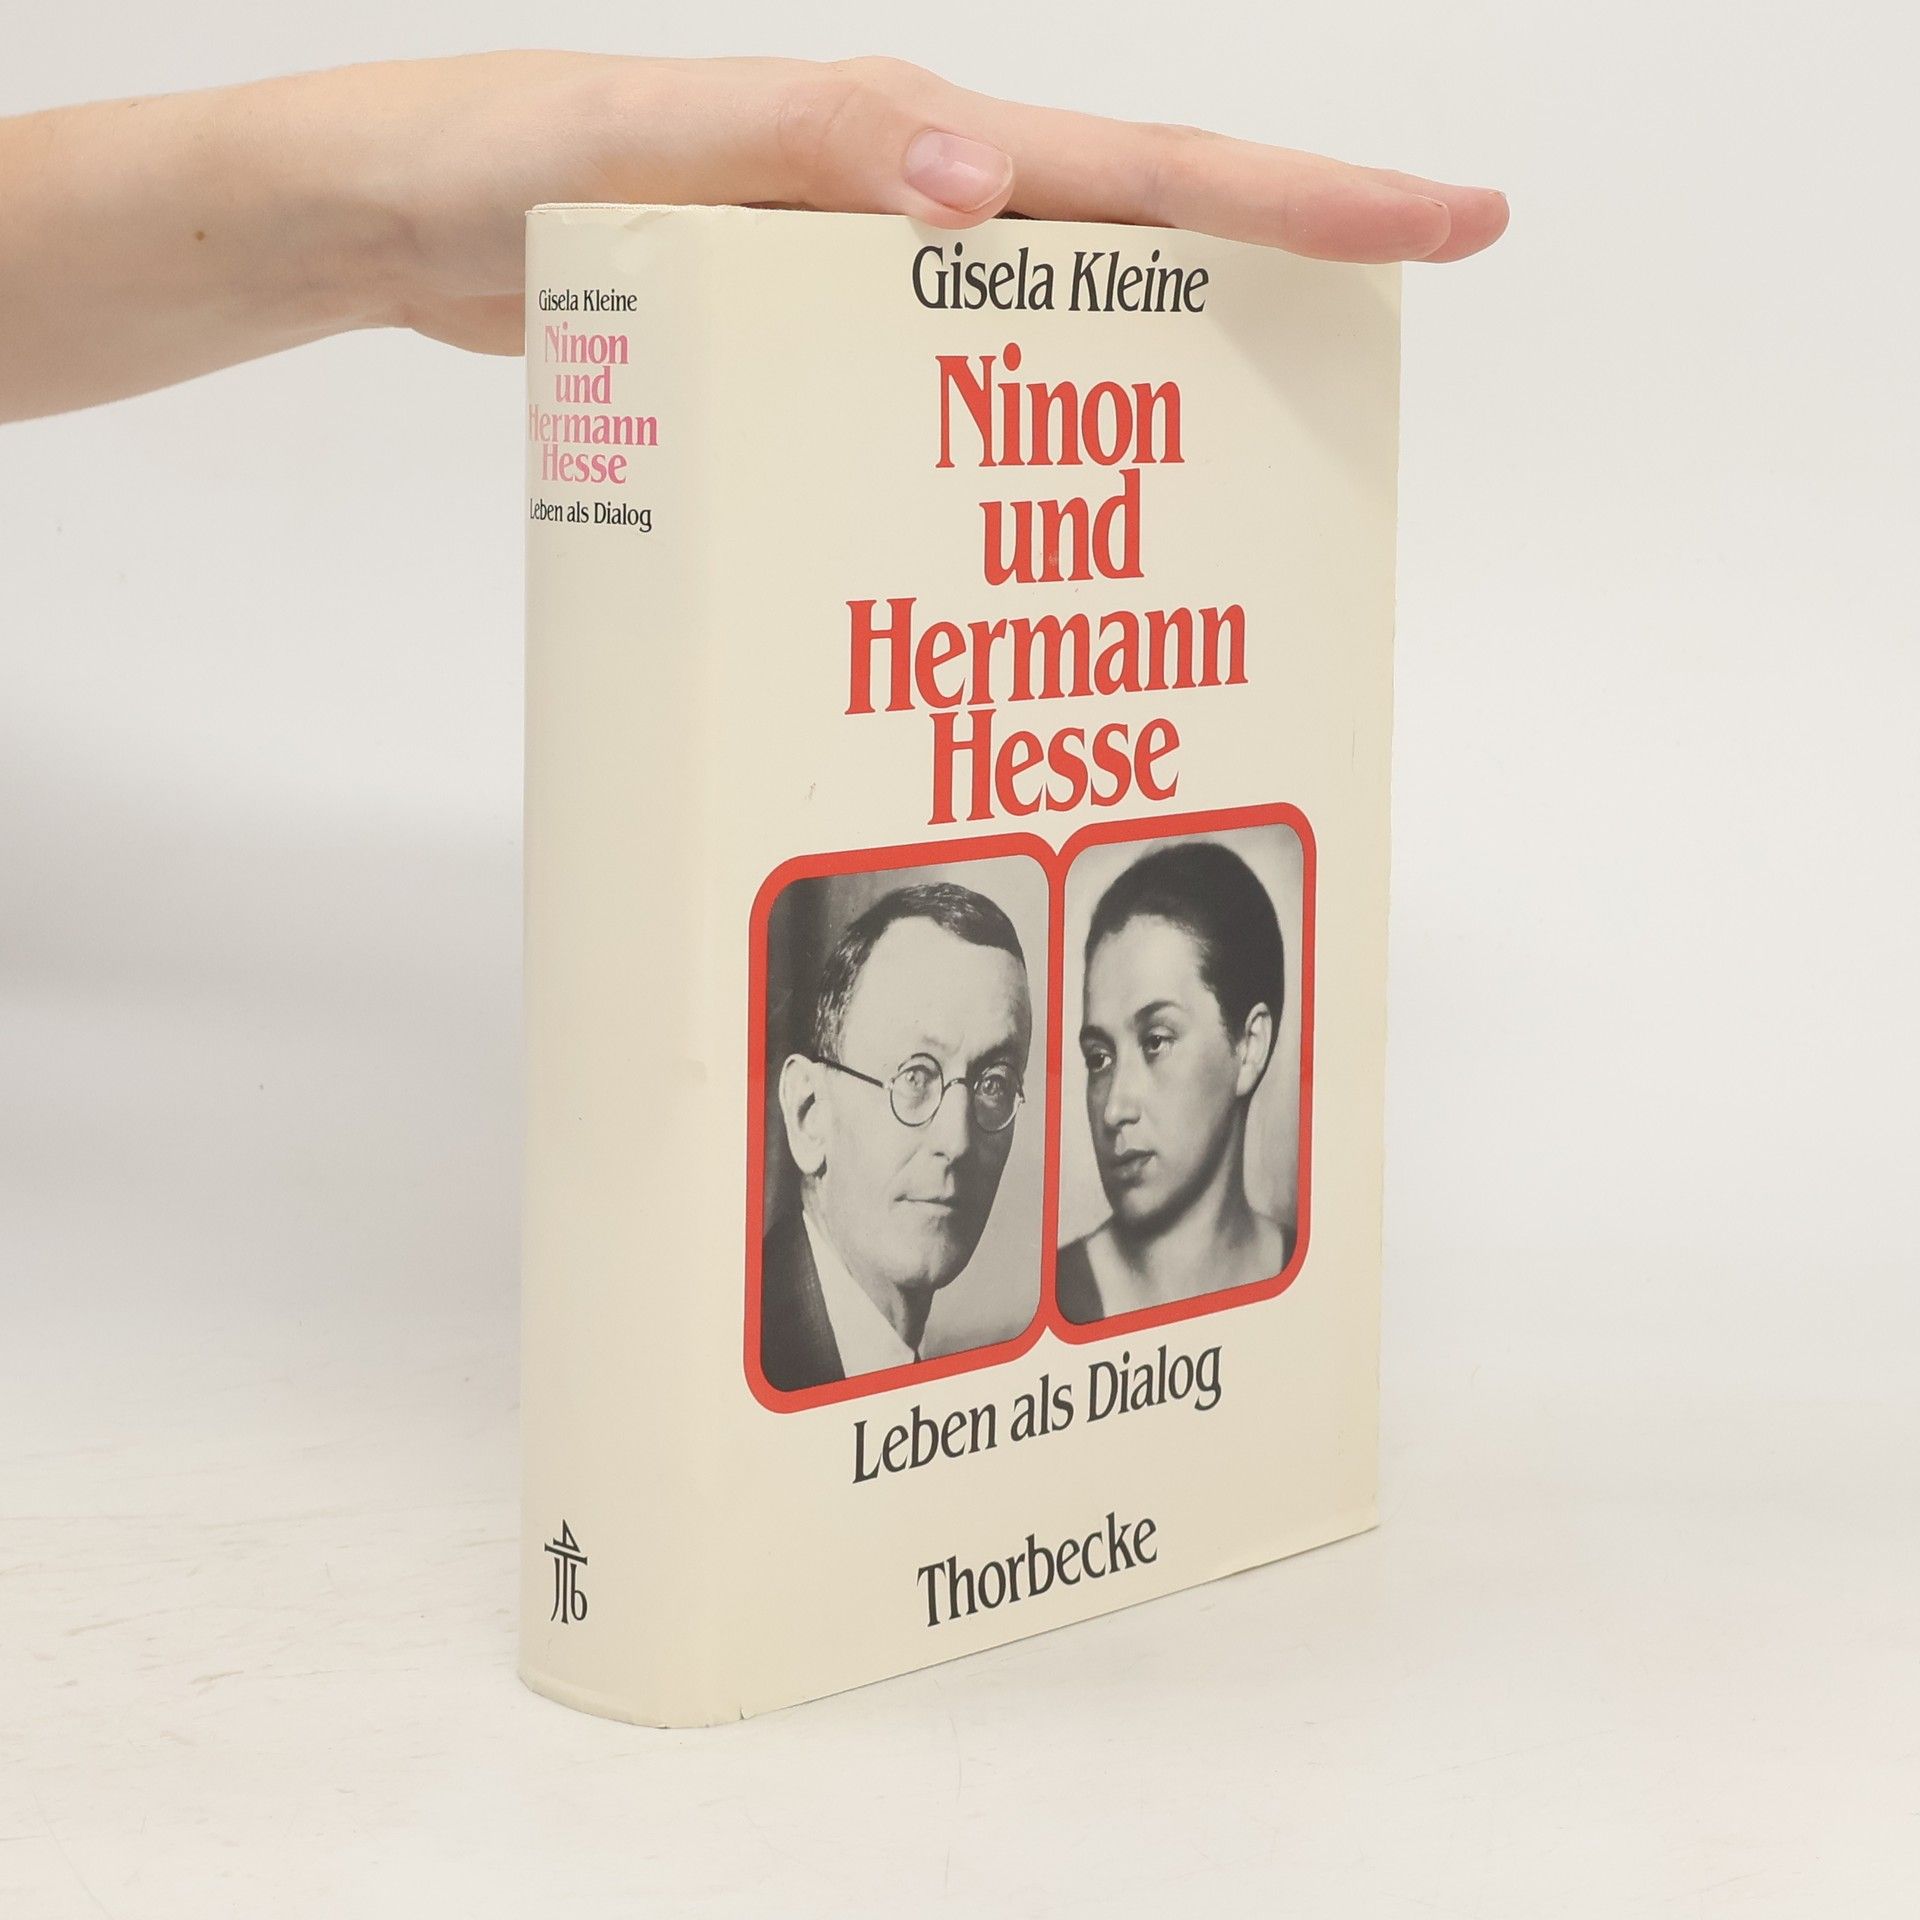 Gisela Kleine
Ninon
und
Hermann
Hesse
Leben als Dialog
Gisela Kleine
Ninon
und
Hermann
Hesse
Leben als Dialog
Thorbecke